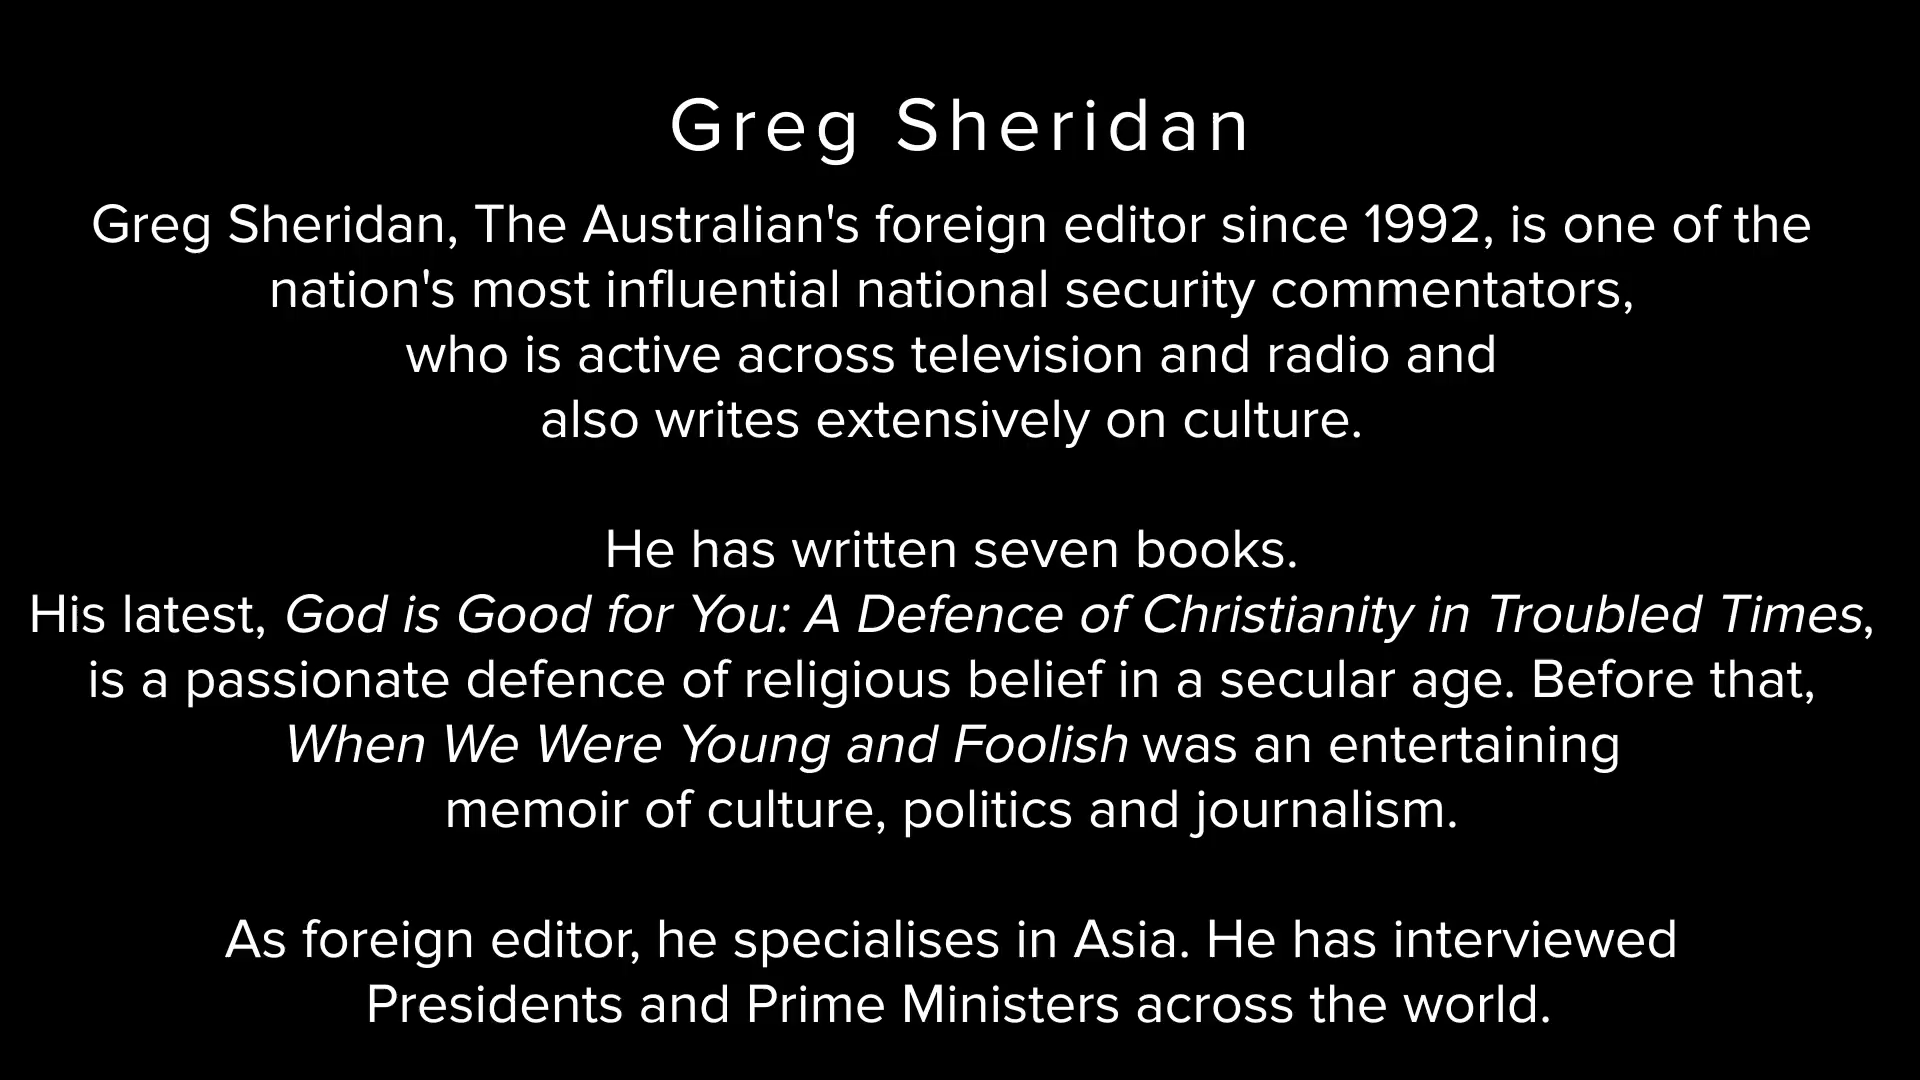 Greg Sheridan
Greg Sheridan, The Australian's foreign editor since 1992, is one of the
nation's most influential national security commentators,
who is active across television and radio and
also writes extensively on culture.
He has written seven books.
His latest, God is Good for You: A Defence of Christianity in Troubled Times,
is a passionate defence of religious belief in a secular age. Before that,
When We Were Young and Foolish was an entertaining
memoir of culture, politics and journalism.
As foreign editor, he specialises in Asia. He has interviewed
Presidents and Prime Ministers across the world.